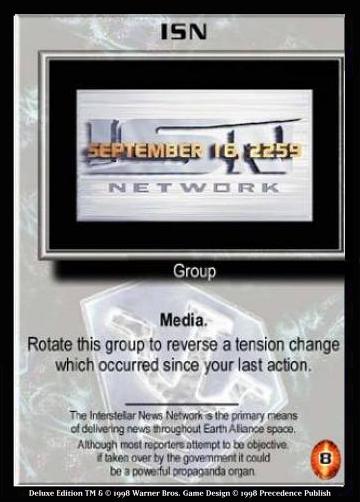 ISN
ISN
SEPTEMBER 16, 2259
NETWORK
Group
Media.
Rotate this group to reverse a tension change
which occurred since your last action.
The Interstellar News Network is the primary means
of delivering news throughout Earth Alliance space.
Although most reporters attempt to be objective,
if taken over by the government it could
be a powerful propaganda organ.
8
Deluxe Edition TM & © 1998 Warner Bros. Game Design © 1998 Precedence Publish